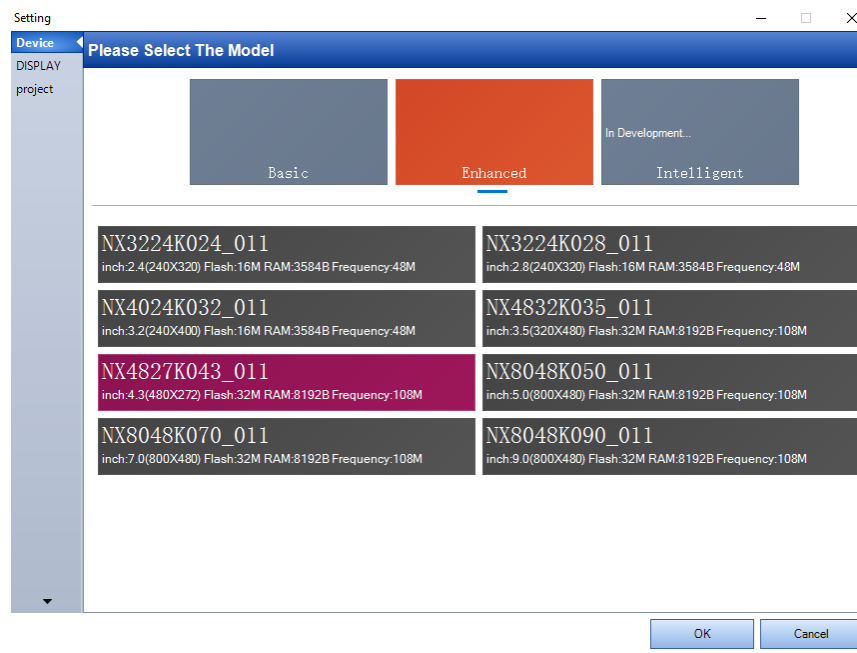 Setting
Device
DISPLAY
project
Please Select The Model
Basic
Enhanced
In Development...
Intelligent
NX3224K024_011
inch:2.4(240X320) Flash:16M RAM:3584B Frequency:48M
NX3224K028_011
inch:2.8(240X320) Flash:16M RAM:3584B Frequency:48M
NX4024K032_011
inch:3.2(240X400) Flash:16M RAM:3584B Frequency:48M
NX4832K035_011
inch:3.5(320X480) Flash:32M RAM:8192B Frequency:108M
NX4827K043_011
inch:4.3(480X272) Flash:32M RAM:8192B Frequency:108M
NX8048K050_011
inch:5.0(800X480) Flash:32M RAM:8192B Frequency:108M
NX8048K070_011
inch:7.0(800X480) Flash:32M RAM:8192B Frequency:108M
NX8048K090_011
inch:9.0(800X480) Flash:32M RAM:8192B Frequency:108M
OK
Cancel